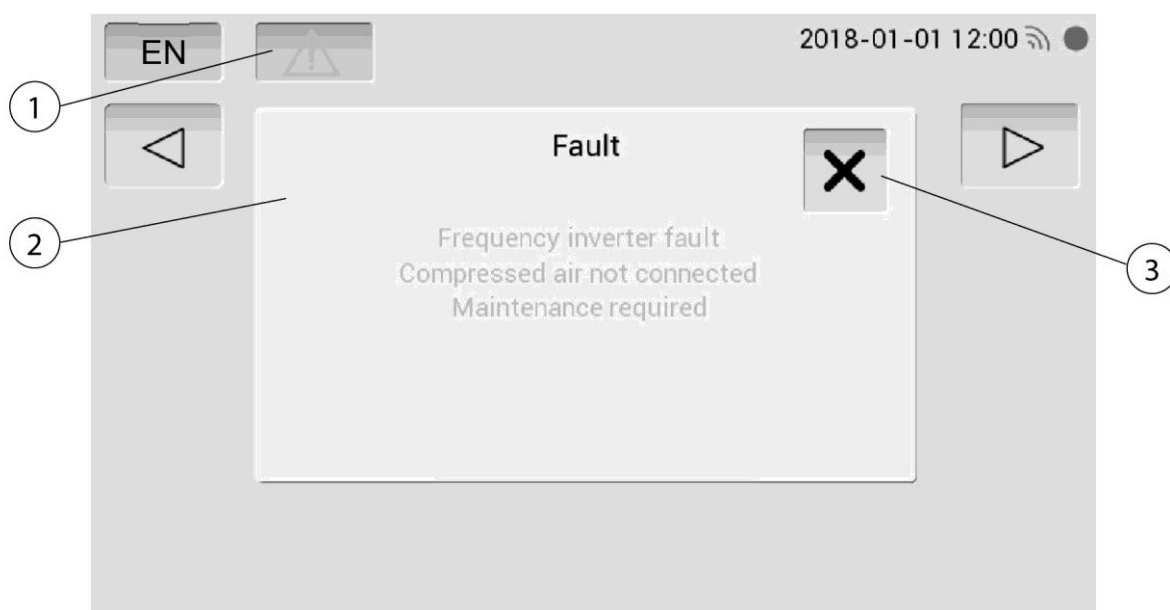 EN
2018-01-01 12:00
1
Fault
2
Frequency inverter fault
Compressed air not connected
Maintenance required
3